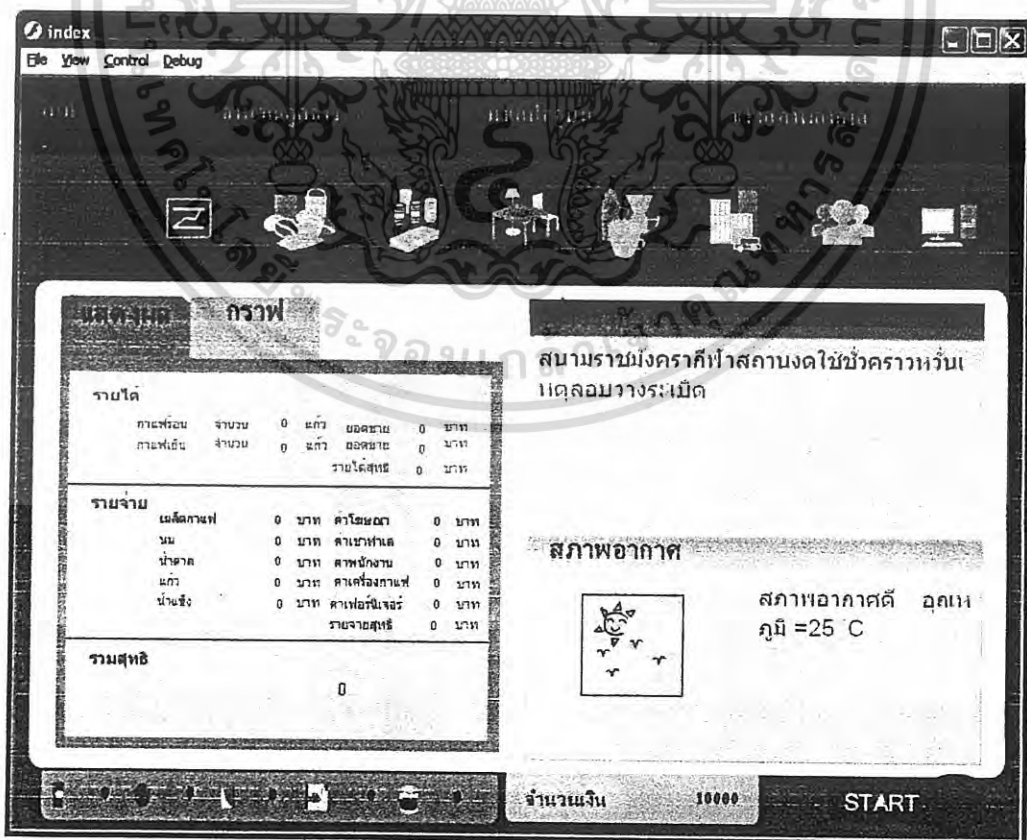 index
File View Control Debug
แสดงผล กราฟ
รายได้
กาแฟร้อน จำนวน 0 แก้ว ยอดขาย 0 บาท
กาแฟเย็น จำนวน 0 แก้ว ยอดขาย 0 บาท
รายได้สุทธิ 0 บาท
รายจ่าย
เมล็ดกาแฟ 0 บาท ค่าโฆษณา 0 บาท
นม 0 บาท ค่าเช่าทำเล 0 บาท
น้ำตาล 0 บาท ค่าพนักงาน 0 บาท
แก้ว 0 บาท ค่าเครื่องกาแฟ 0 บาท
น้ำแข็ง 0 บาท ค่าเฟอร์นิเจอร์ 0 บาท
รายจ่ายสุทธิ 0 บาท
รวมสุทธิ
0
สนามราชมังคลากีฬาสถานงดใช้ชั่วคราวหวั่นเ
หตุลอบวางระเบิด
สภาพอากาศ
สภาพอากาศดี อุณห
ภูมิ =25 °C
จำนวนเงิน 10000
START